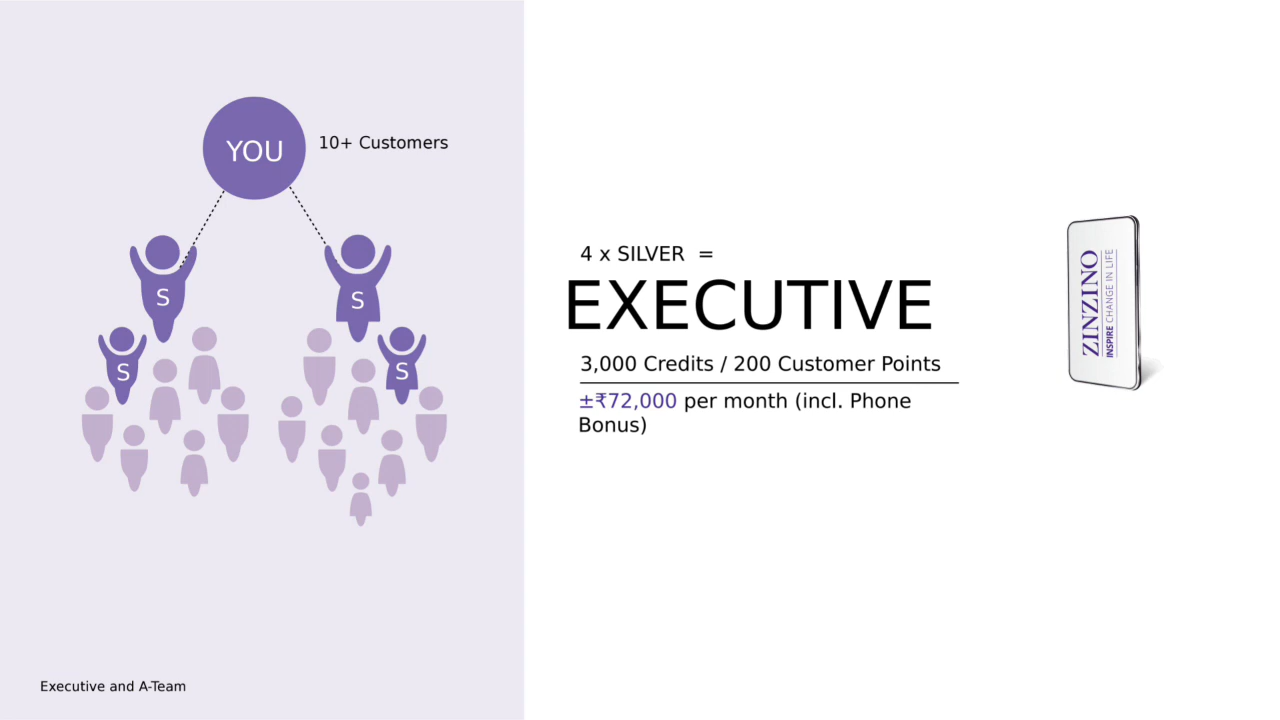 YOU
10+ Customers
S
S
S
S
4 x SILVER =
EXECUTIVE
3,000 Credits / 200 Customer Points
±₹72,000 per month (incl. Phone
Bonus)
ZINZINO
INSPIRE CHANGE IN LIFE
Executive and A-Team